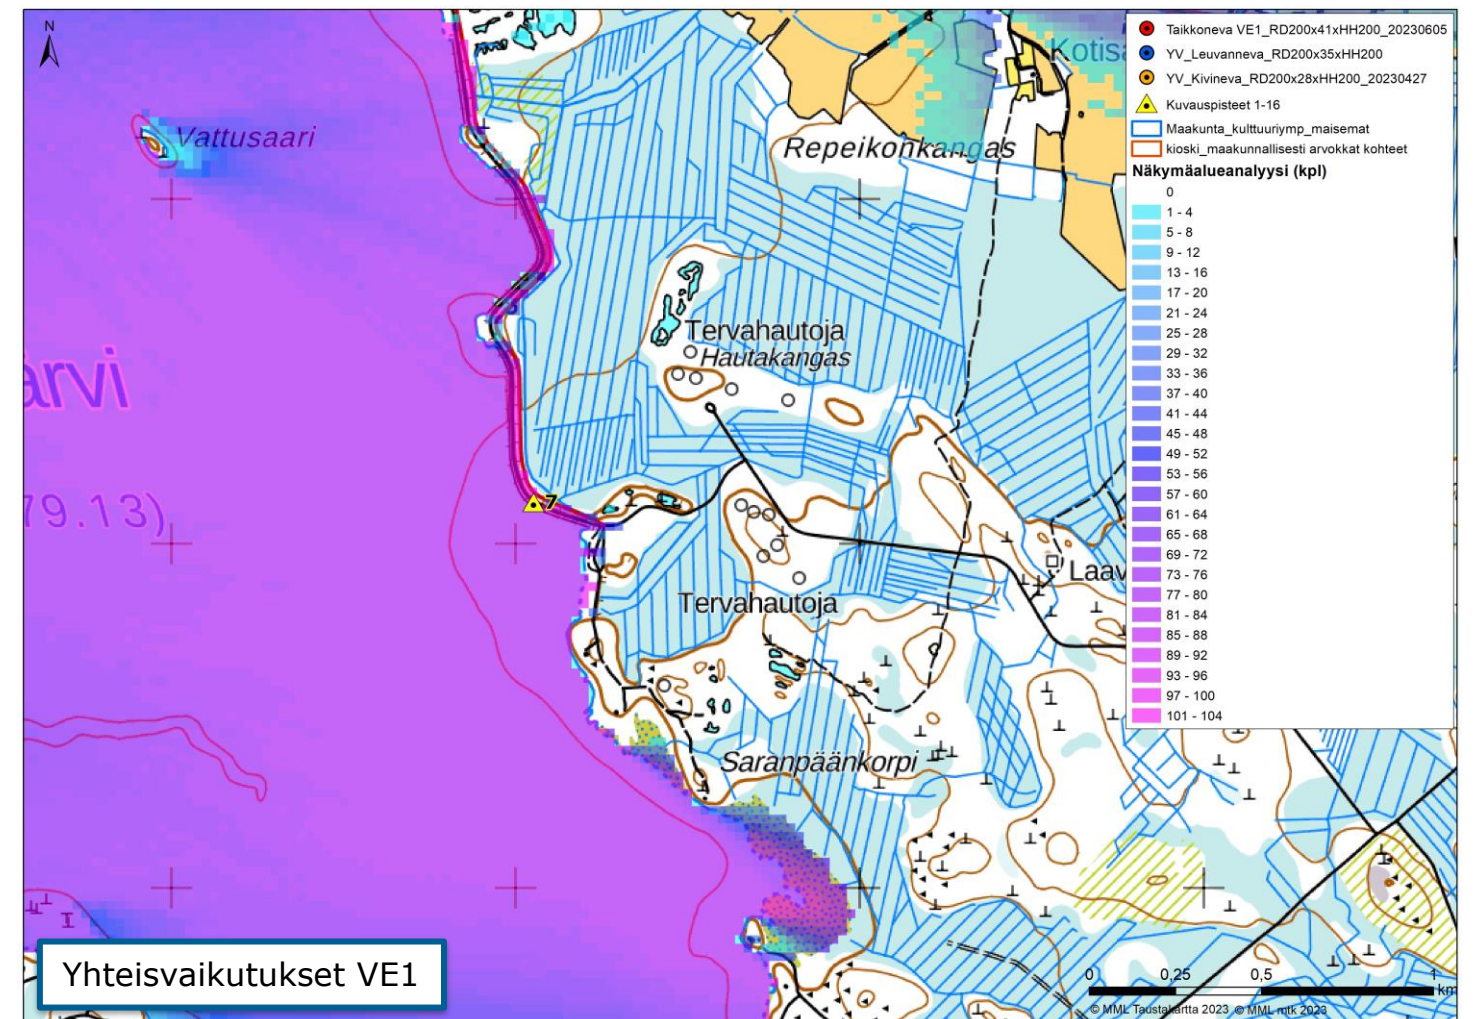 N
Vattusaari
Kotisa
Repeikonkangas
Tervahautoja
Hautakangas
ärvi
79.13)
7
Laav
Tervahautoja
Saranpäänkorpi
Taikkoneva VE1_RD200x41xHH200_20230605
YV_Leuvanneva_RD200x35xHH200
YV_Kivineva_RD200x28xHH200_20230427
Kuvauspisteet 1-16
Maakunta_kulttuuriymp_maisemat
kioski_maakunnallisesti arvokkat kohteet
Näkymäalueanalyysi (kpl)
0
1 - 4
5 - 8
9 - 12
13 - 16
17 - 20
21 - 24
25 - 28
29 - 32
33 - 36
37 - 40
41 - 44
45 - 48
49 - 52
53 - 56
57 - 60
61 - 64
65 - 68
69 - 72
73 - 76
77 - 80
81 - 84
85 - 88
89 - 92
93 - 96
97 - 100
101 - 104
Yhteisvaikutukset VE1
0 0,25 0,5 1
km
© MML Taustakartta 2023 © MML mtk 2023